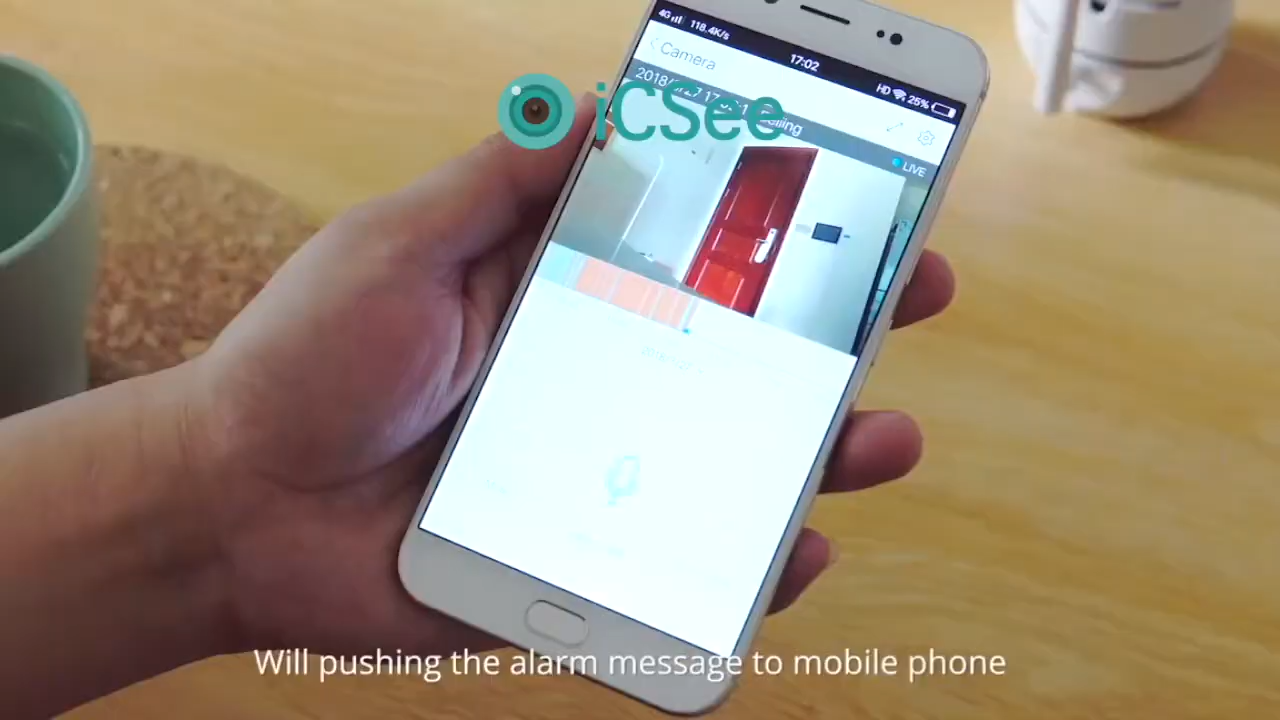 4G 118.4K/s
17:02
HD 25%
Camera
iCSee
LIVE
Will pushing the alarm message to mobile phone